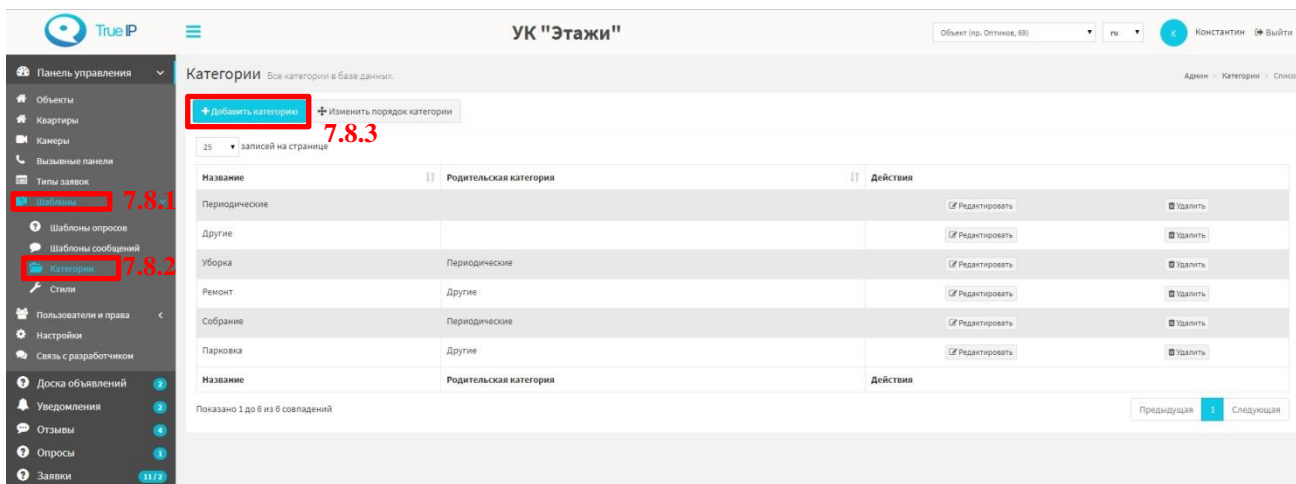 True IP
УК "Этажи"
Объект (пр. Оптиков, 69)
ru
К
Константин
Выйти
Панель управления
Категории Все категории в базе данных.
Админ > Категории > Списо
Объекты
Квартиры
Камеры
Вызывные панели
Типы заявок
Шаблоны 7.8.1
Шаблоны опросов
Шаблоны сообщений
Категории 7.8.2
Стили
Пользователи и права
Настройки
Связь с разработчиком
Доска объявлений 2
Уведомления 2
Отзывы 4
Опросы 1
Заявки 11/2
Добавить категорию Изменить порядок категории
7.8.3
25 записей на странице
Название Родительская категория Действия
Периодические Редактировать Удалить
Другие Редактировать Удалить
Уборка Периодические Редактировать Удалить
Ремонт Другие Редактировать Удалить
Собрание Периодические Редактировать Удалить
Парковка Другие Редактировать Удалить
Название Родительская категория Действия
Показано 1 до 6 из 6 совпадений
Предыдущая 1 Следующая